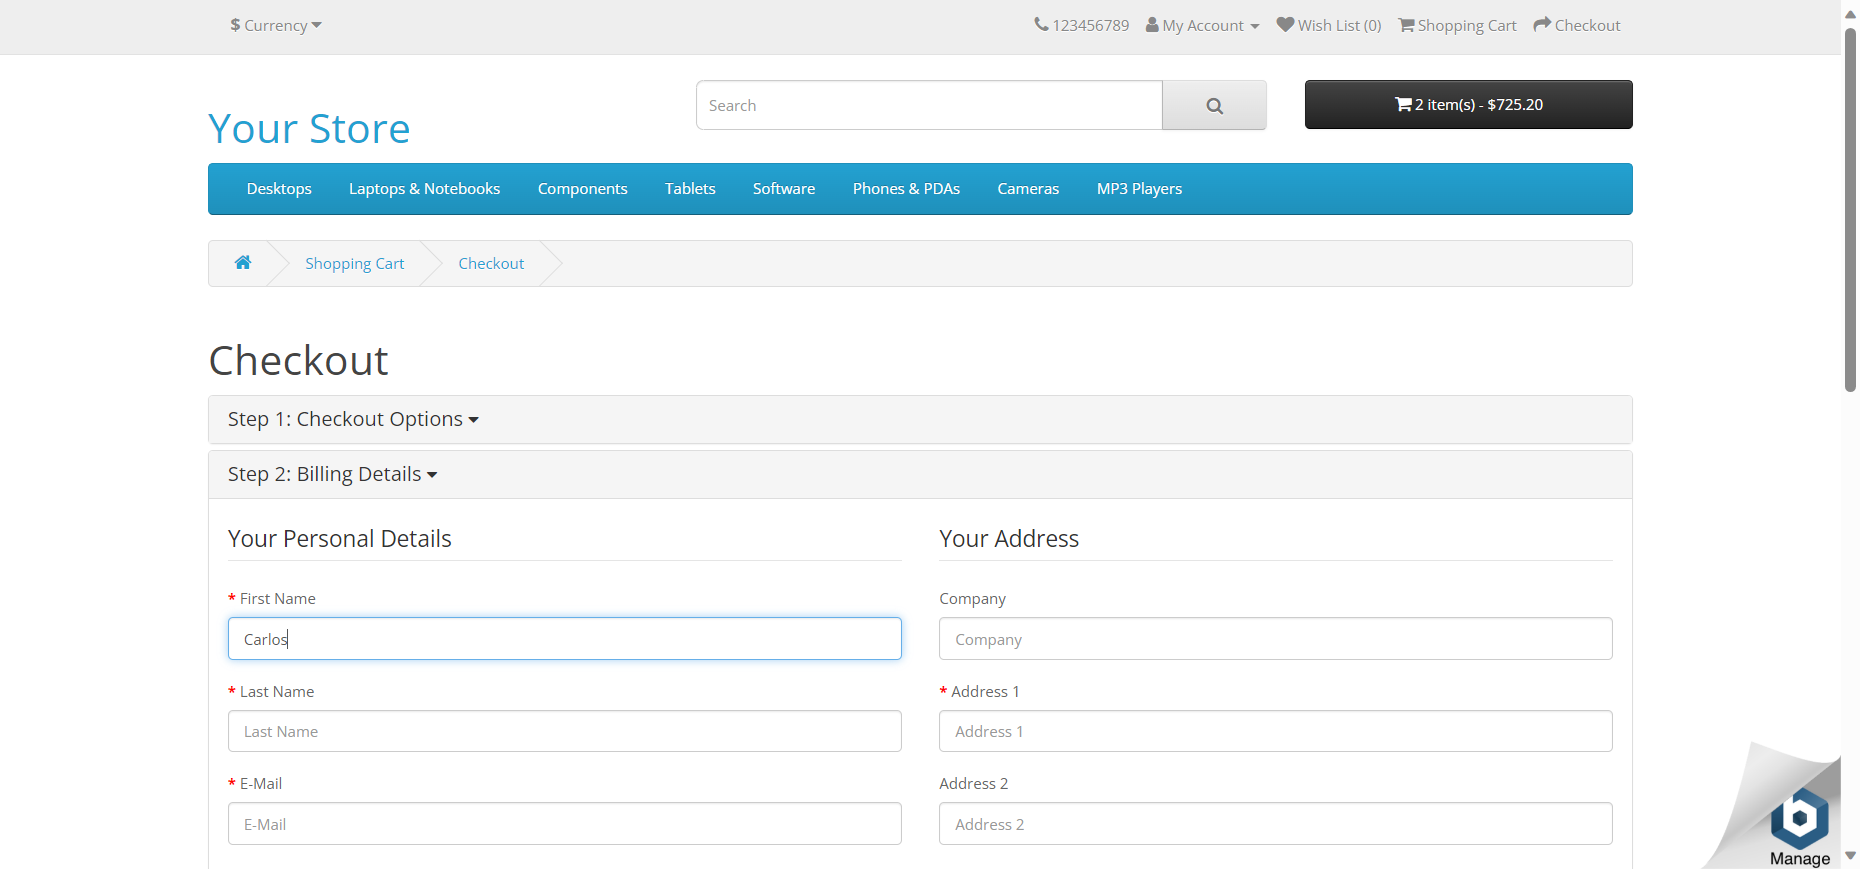 $ Currency
123456789 My Account Wish List (0) Shopping Cart Checkout
Your Store
Search
2 item(s) - $725.20
Desktops Laptops & Notebooks Components Tablets Software Phones & PDAs Cameras MP3 Players
Shopping Cart Checkout
Checkout
Step 1: Checkout Options
Step 2: Billing Details
Your Personal Details
* First Name
Carlos
* Last Name
Last Name
* E-Mail
E-Mail
Your Address
Company
Company
* Address 1
Address 1
Address 2
Address 2
b
Manage